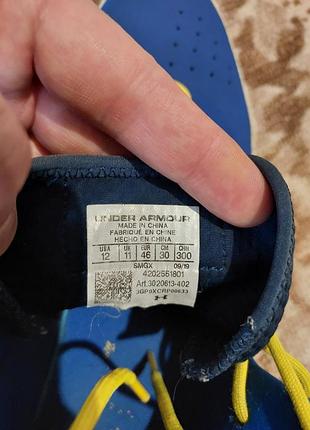 UNDER ARMOUR
MADE IN CHINA
FABRIQUÉ EN CHINE
HECHO EN CHINA
USA UK EUR CM CHN
12 11 46 30 300
SMGX 09/19
4202561801
Art.3020613-402
3GP9XCRP00633